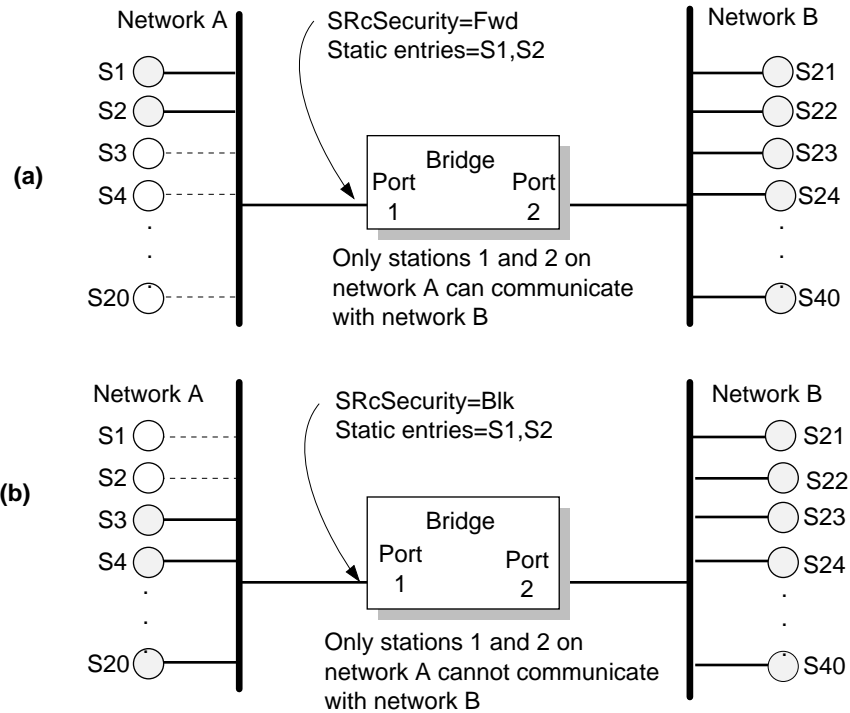 Network A
SRcSecurity=Fwd
Static entries=S1,S2
Network B
S1
S2
S3
S4
S20
(a)
Bridge
Port 1
Port 2
Only stations 1 and 2 on
network A can communicate
with network B
S21
S22
S23
S24
S40
Network A
SRcSecurity=Blk
Static entries=S1,S2
Network B
S1
S2
S3
S4
S20
(b)
Bridge
Port 1
Port 2
Only stations 1 and 2 on
network A cannot communicate
with network B
S21
S22
S23
S24
S40